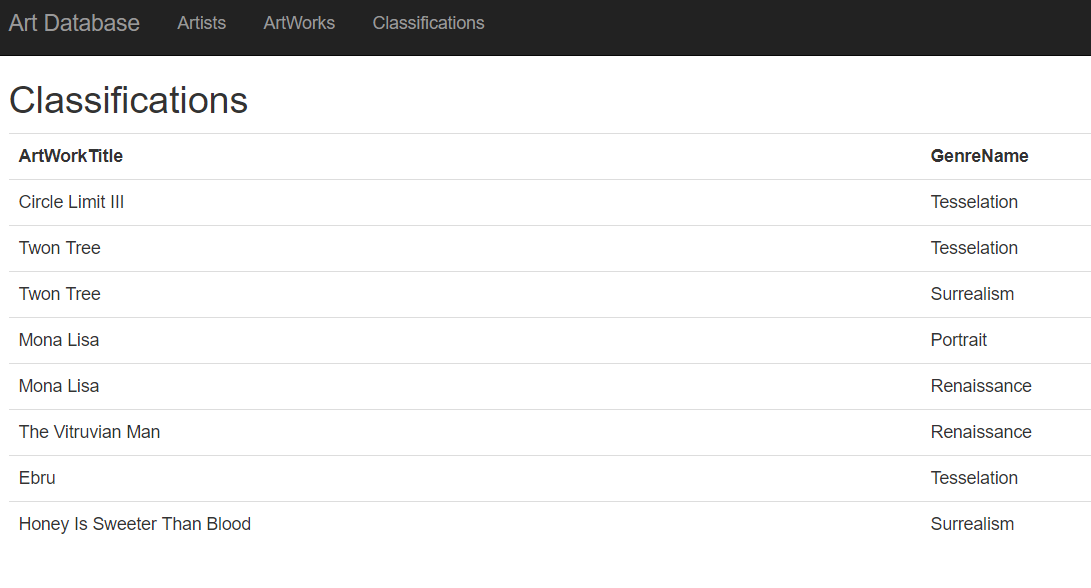 Art Database Artists ArtWorks Classifications
Classifications
ArtWorkTitle GenreName
Circle Limit III Tesselation
Twon Tree Tesselation
Twon Tree Surrealism
Mona Lisa Portrait
Mona Lisa Renaissance
The Vitruvian Man Renaissance
Ebru Tesselation
Honey Is Sweeter Than Blood Surrealism